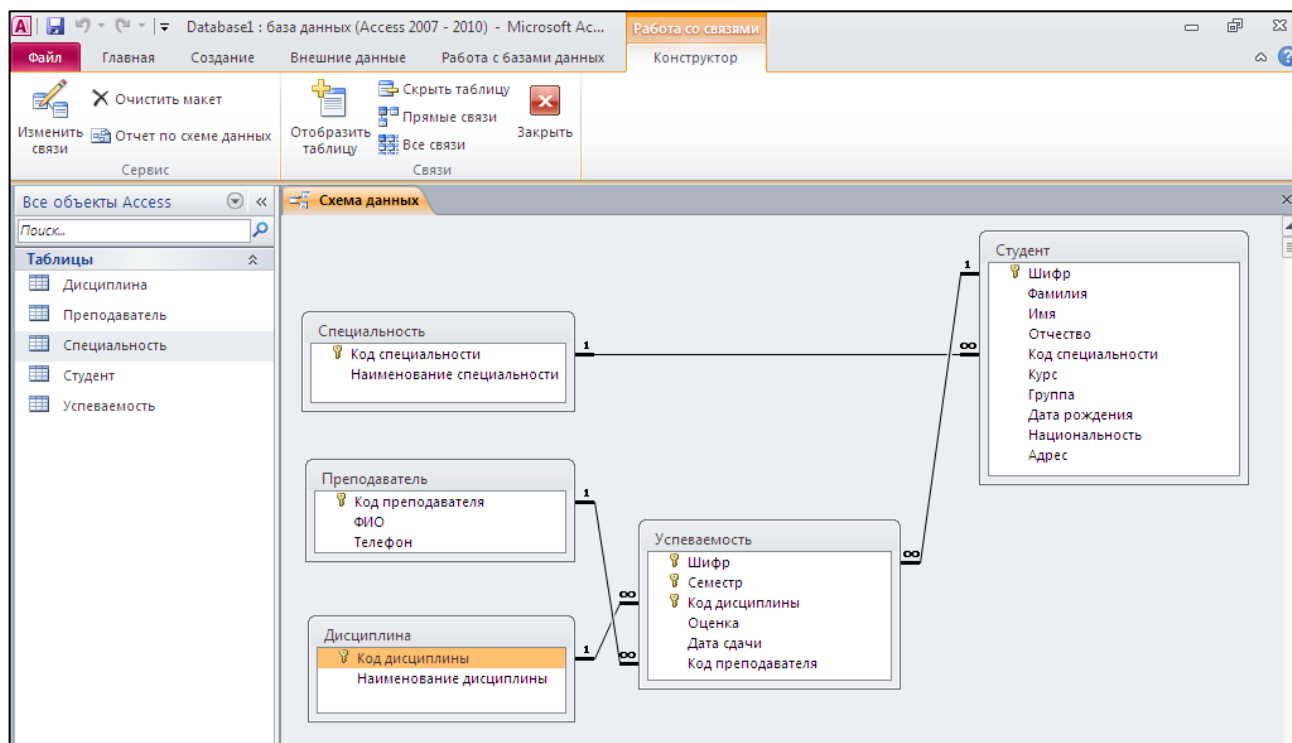 Database1 : база данных (Access 2007 - 2010) - Microsoft Ac...
Работа со связями
Файл Главная Создание Внешние данные Работа с базами данных Конструктор
Изменить связи
Очистить макет
Отчет по схеме данных
Сервис
Отобразить таблицу
Скрыть таблицу
Прямые связи
Все связи
Закрыть
Связи
Все объекты Access
Поиск...
Таблицы
Дисциплина
Преподаватель
Специальность
Студент
Успеваемость
Схема данных
Специальность
Код специальности
Наименование специальности
1
∞
Преподаватель
Код преподавателя
ФИО
Телефон
1
∞
Дисциплина
Код дисциплины
Наименование дисциплины
1
∞
Успеваемость
Шифр
Семестр
Код дисциплины
Оценка
Дата сдачи
Код преподавателя
∞
1
Студент
Шифр
Фамилия
Имя
Отчество
Код специальности
Курс
Группа
Дата рождения
Национальность
Адрес